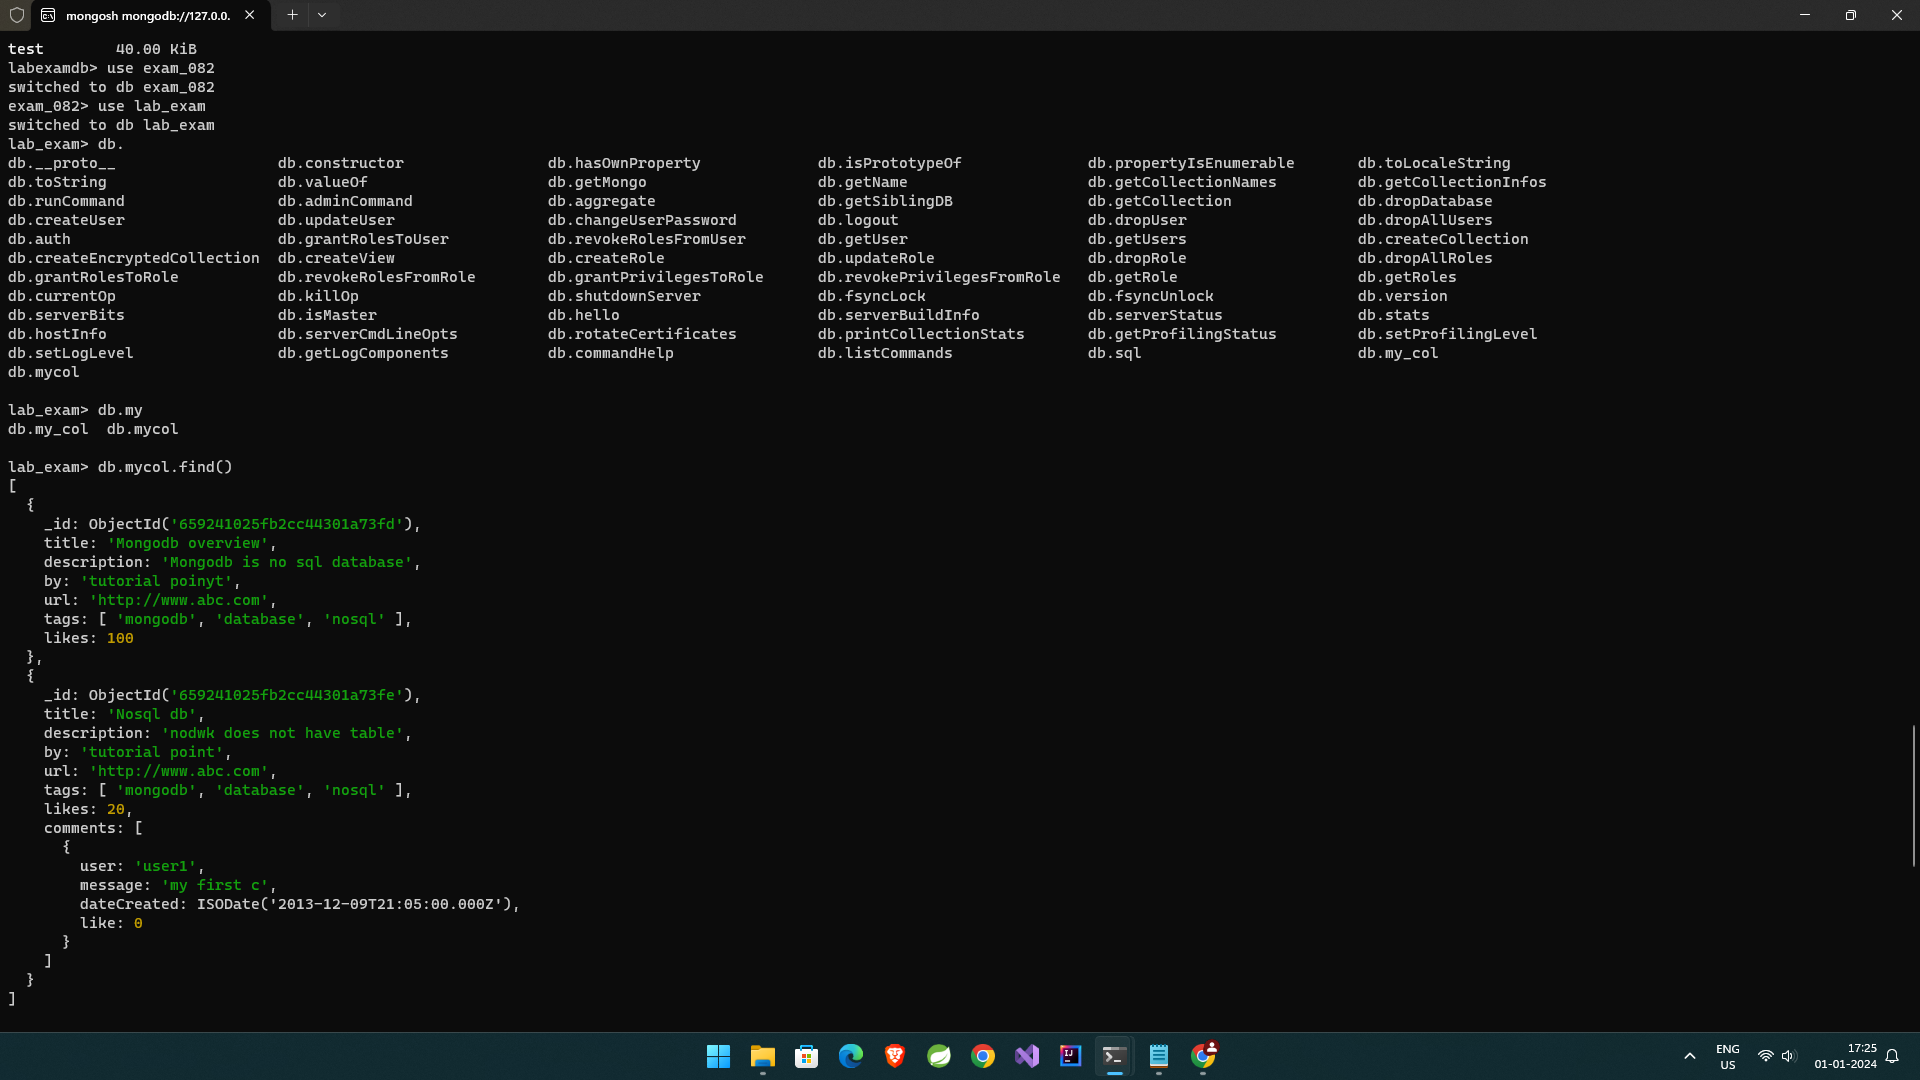 mongosh mongodb://127.0.0.
test        40.00 KiB
labexamdb> use exam_082
switched to db exam_082
exam_082> use lab_exam
switched to db lab_exam
lab_exam> db.
db.__proto__                  db.constructor                db.hasOwnProperty             db.isPrototypeOf              db.propertyIsEnumerable       db.toLocaleString
db.toString                   db.valueOf                    db.getMongo                   db.getName                    db.getCollectionNames         db.getCollectionInfos
db.runCommand                 db.adminCommand               db.aggregate                  db.getSiblingDB               db.getCollection              db.dropDatabase
db.createUser                 db.updateUser                 db.changeUserPassword         db.logout                     db.dropUser                   db.dropAllUsers
db.auth                       db.grantRolesToUser           db.revokeRolesFromUser        db.getUser                    db.getUsers                   db.createCollection
db.createEncryptedCollection  db.createView                 db.createRole                 db.updateRole                 db.dropRole                   db.dropAllRoles
db.grantRolesToRole           db.revokeRolesFromRole        db.grantPrivilegesToRole      db.revokePrivilegesFromRole   db.getRole                    db.getRoles
db.currentOp                  db.killOp                     db.shutdownServer             db.fsyncLock                  db.fsyncUnlock                db.version
db.serverBits                 db.isMaster                   db.hello                      db.serverBuildInfo            db.serverStatus               db.stats
db.hostInfo                   db.serverCmdLineOpts          db.rotateCertificates         db.printCollectionStats       db.getProfilingStatus         db.setProfilingLevel
db.setLogLevel                db.getLogComponents           db.commandHelp                db.listCommands               db.sql                        db.my_col
db.mycol
lab_exam> db.my
db.my_col  db.mycol
lab_exam> db.mycol.find()
[
  {
    _id: ObjectId('659241025fb2cc44301a73fd'),
    title: 'Mongodb overview',
    description: 'Mongodb is no sql database',
    by: 'tutorial poinyt',
    url: 'http://www.abc.com',
    tags: [ 'mongodb', 'database', 'nosql' ],
    likes: 100
  },
  {
    _id: ObjectId('659241025fb2cc44301a73fe'),
    title: 'Nosql db',
    description: 'nodwk does not have table',
    by: 'tutorial point',
    url: 'http://www.abc.com',
    tags: [ 'mongodb', 'database', 'nosql' ],
    likes: 20,
    comments: [
      {
        user: 'user1',
        message: 'my first c',
        dateCreated: ISODate('2013-12-09T21:05:00.000Z'),
        like: 0
      }
    ]
  }
]
ENG
US
17:25
01-01-2024